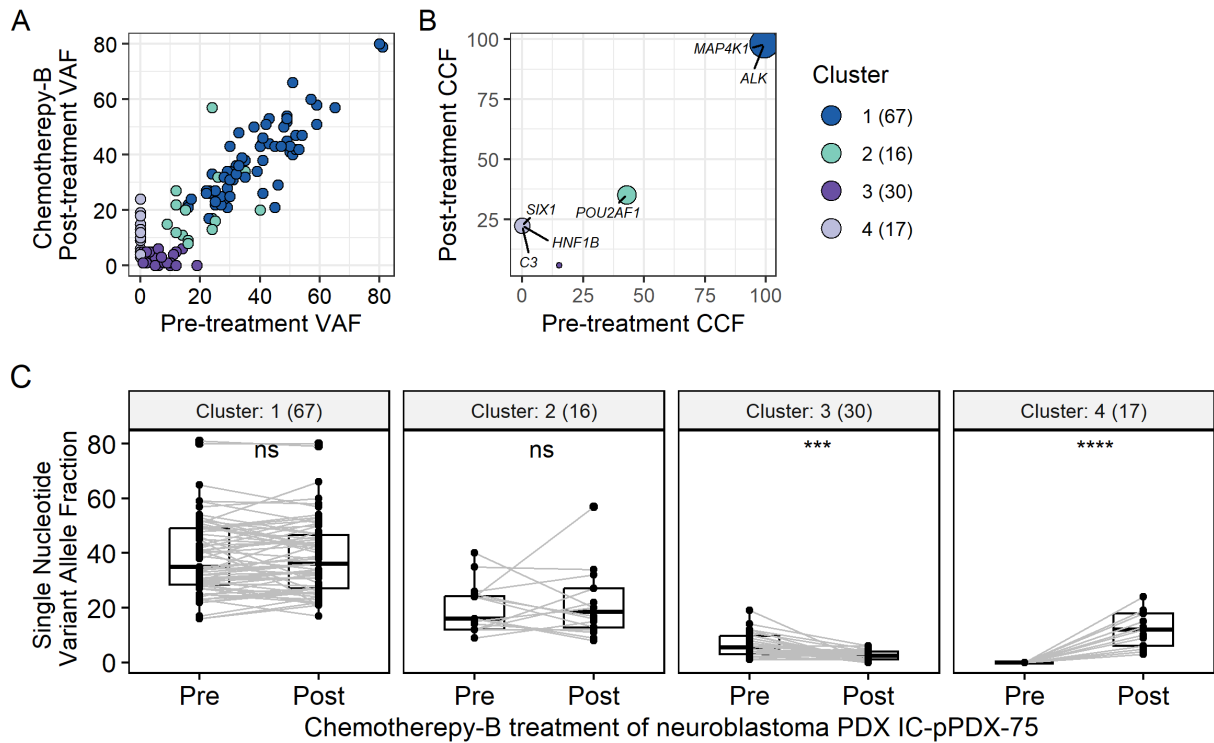 A
Chemotherepy-B
Post-treatment VAF
80
60
40
20
0
0
20
40
60
80
Pre-treatment VAF
B
Post-treatment CCF
100
75
50
25
0
25
50
75
100
Pre-treatment CCF
MAP4K1
ALK
POU2AF1
SIX1
HNF1B
C3
Cluster
1 (67)
2 (16)
3 (30)
4 (17)
C
Single Nucleotide
Variant Allele Fraction
80
60
40
20
0
Cluster: 1 (67)
Cluster: 2 (16)
Cluster: 3 (30)
Cluster: 4 (17)
ns
ns
***
****
Pre
Post
Pre
Post
Pre
Post
Pre
Post
Chemotherepy-B treatment of neuroblastoma PDX IC-pPDX-75